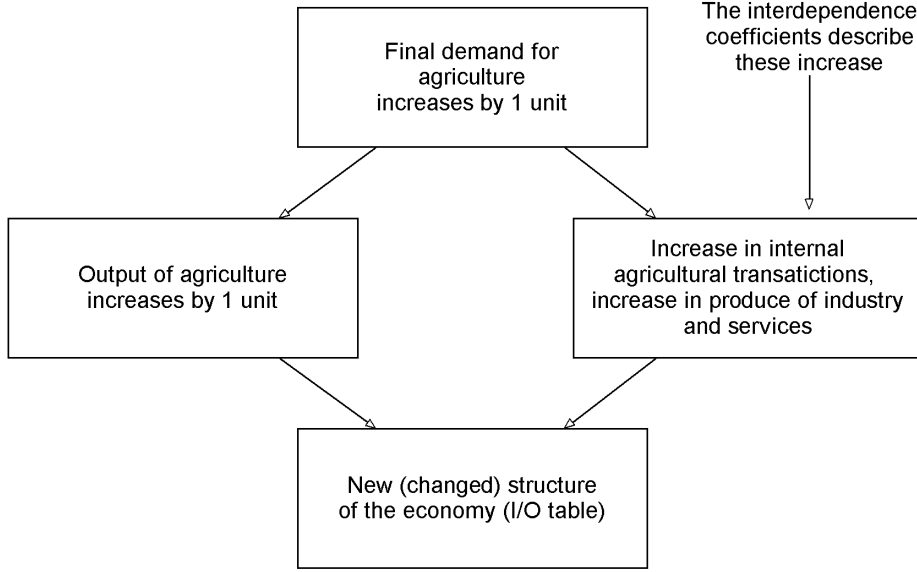 The interdependence
coefficients describe
these increase
Final demand for
agriculture
increases by 1 unit
Output of agriculture
increases by 1 unit
Increase in internal
agricultural transatictions,
increase in produce of industry
and services
New (changed) structure
of the economy (I/O table)